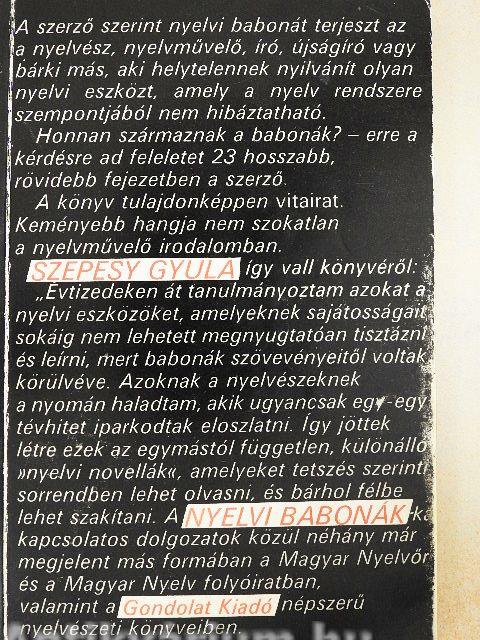 A szerző szerint nyelvi babonát terjeszt az
a nyelvész, nyelvművelő, író, újságíró vagy
bárki más, aki helytelennek nyilvánít olyan
nyelvi eszközt, amely a nyelv rendszere
szempontjából nem hibáztatható.
Honnan származnak a babonák? – erre a
kérdésre ad feleletet 23 hosszabb,
rövidebb fejezetben a szerző.
A könyv tulajdonképpen vitairat.
Keményebb hangja nem szokatlan
a nyelvművelő irodalomban.
SZEPESY GYULA így vall könyvéről:
„Évtizedeken át tanulmányoztam azokat a
nyelvi eszközöket, amelyeknek sajátosságait
sokáig nem lehetett megnyugtatóan tisztázni
és leírni, mert babonák szövevényeitől voltak
körülvéve. Azoknak a nyelvészeknek
a nyomán haladtam, akik ugyancsak egy-egy
tévhitet iparkodtak eloszlatni. Így jöttek
létre ezek az egymástól független, különálló
»nyelvi novellák«, amelyeket tetszés szerinti
sorrendben lehet olvasni, és bárhol félbe
lehet szakítani. A NYELVI BABONÁK-ka
kapcsolatos dolgozatok közül néhány már
megjelent más formában a Magyar Nyelvőr
és a Magyar Nyelv folyóiratban,
valamint a Gondolat Kiadó népszerű
nyelvészeti könyveiben.